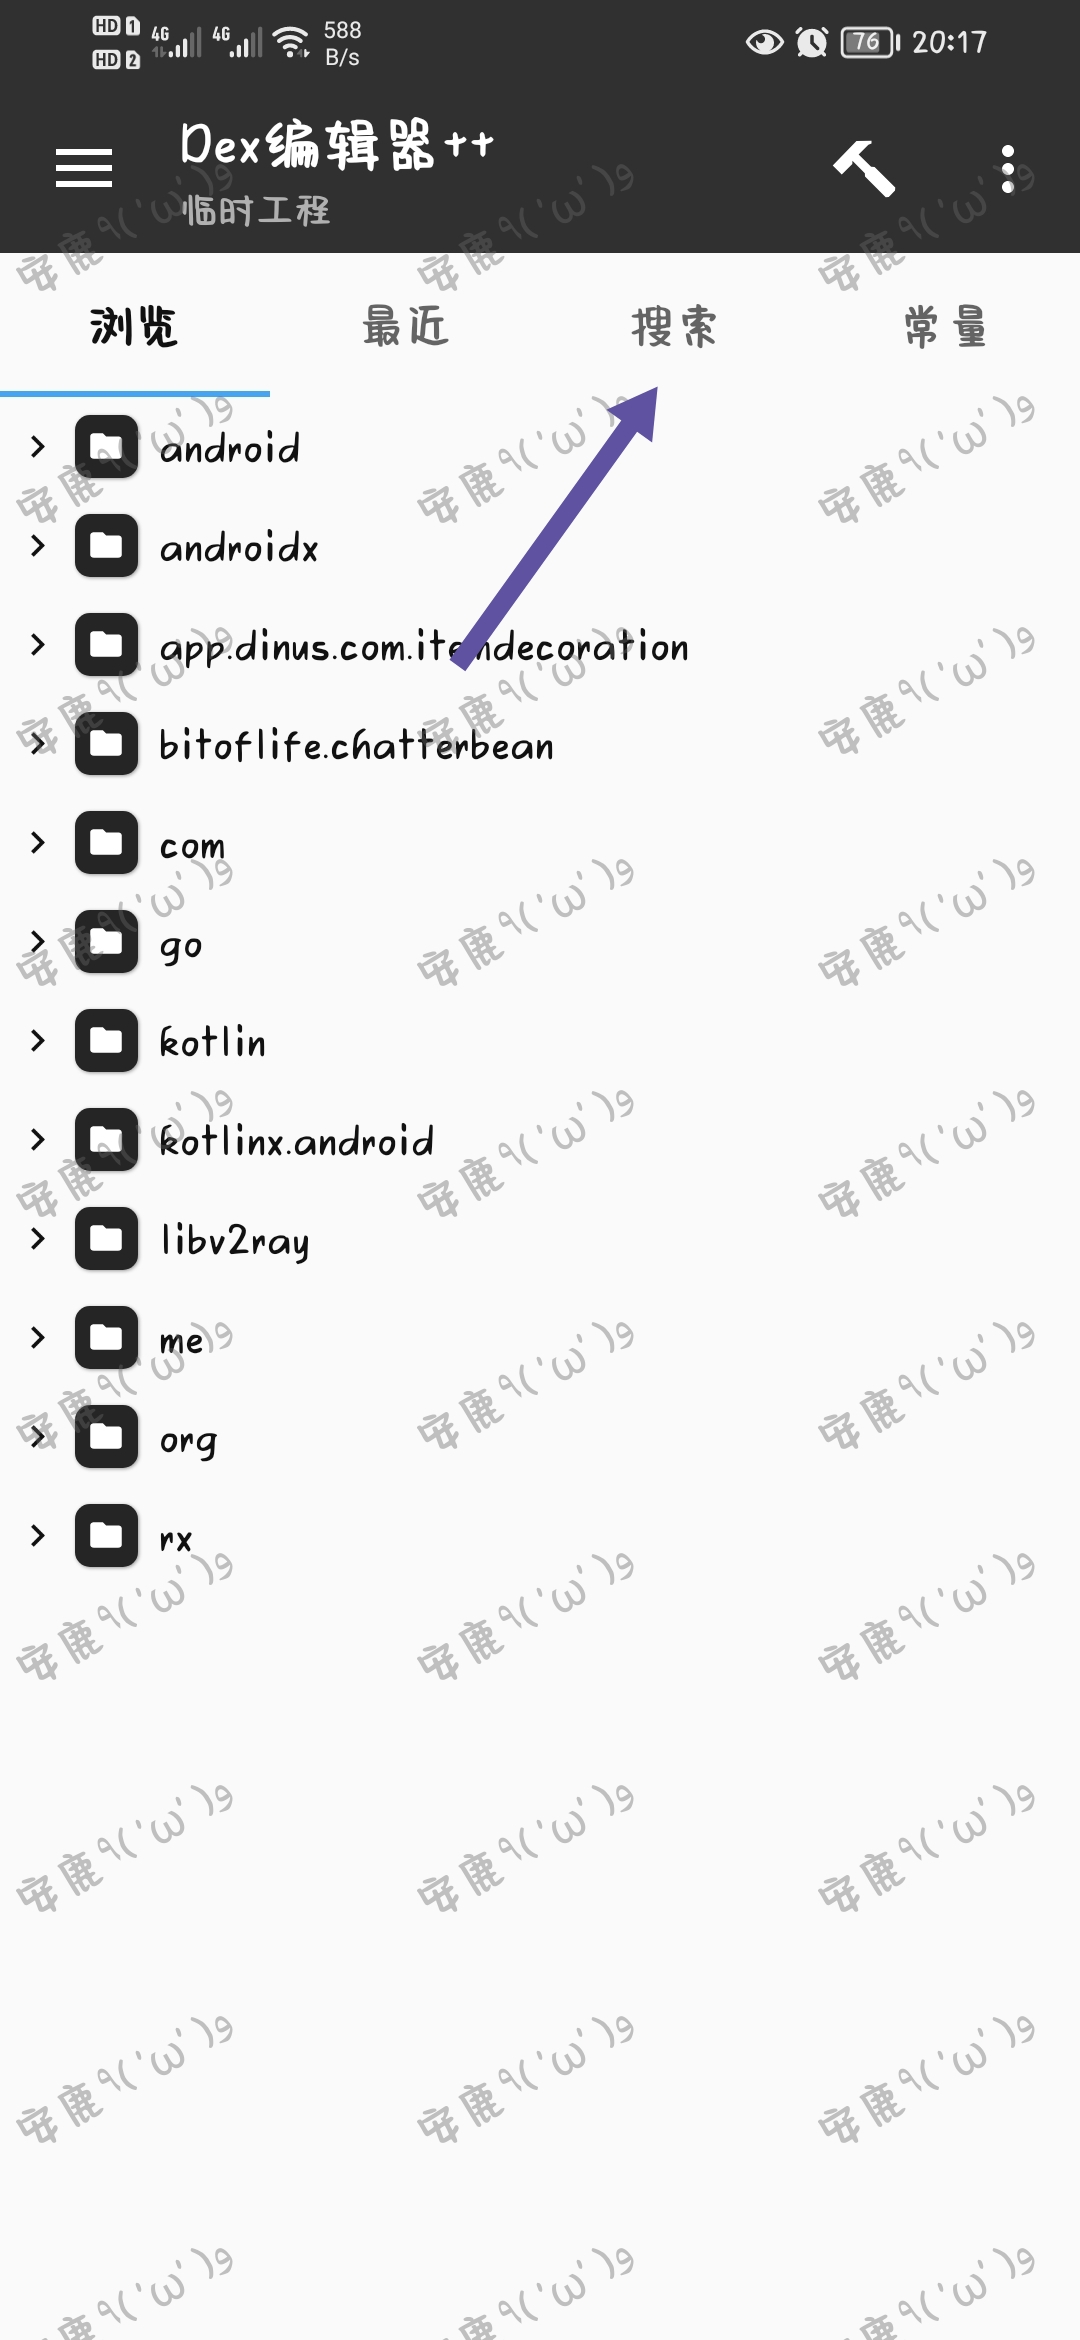 HD 1 4G 4G 588 B/s 76 20:17
HD 2
Dex编辑器++
临时工程
浏览 最近 搜索 常量
android
androidx
app.dinus.com.itemdecoration
bitoflife.chatterbean
com
go
kotlin
kotlinx.android
libv2ray
me
org
rx
安鹿٩('ω')و